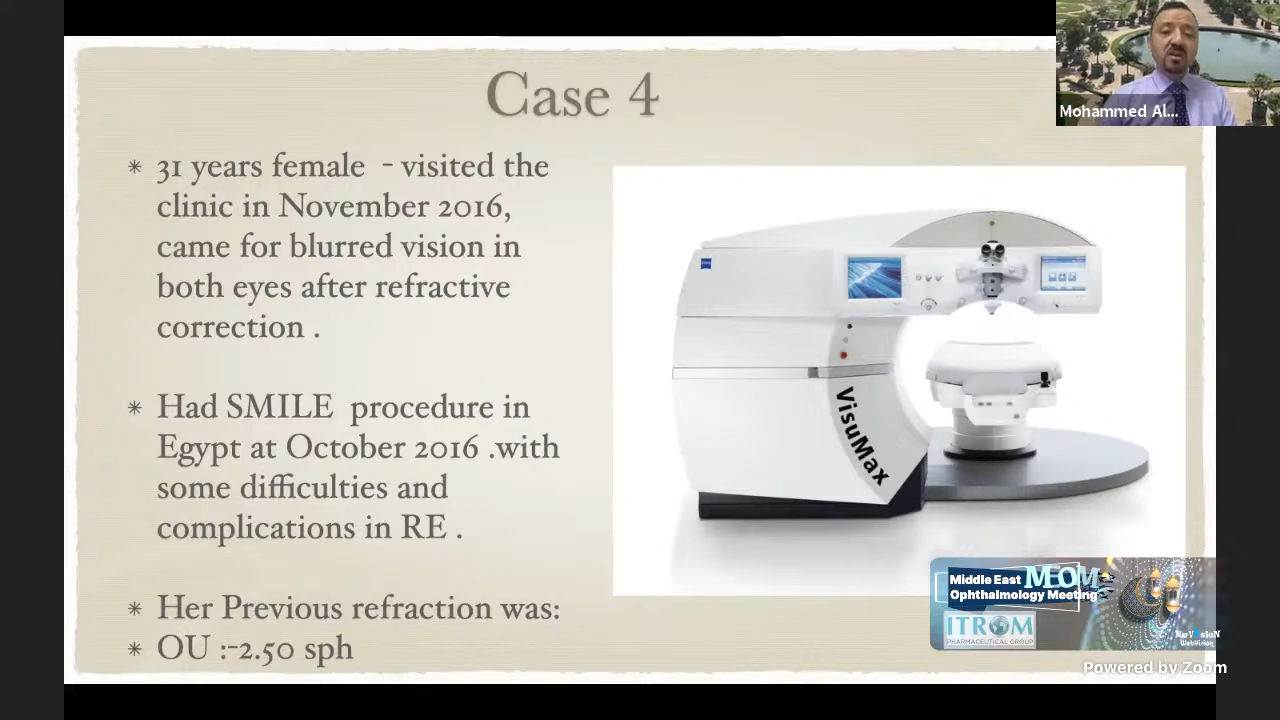 Case 4
Mohammed Al...
* 31 years female - visited the
clinic in November 2016,
came for blurred vision in
both eyes after refractive
correction .
* Had SMILE procedure in
Egypt at October 2016 .with
some difficulties and
complications in RE .
* Her Previous refraction was:
* OU :-2.50 sph
VisuMax
Middle East MEOM
Ophthalmology Meeting
ITROM
PHARMACEUTICAL GROUP
WebVision
Powered by Zoom